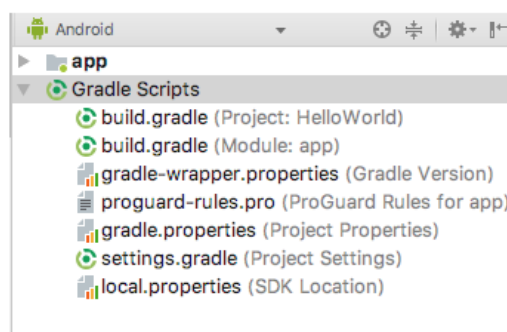 Android
app
Gradle Scripts
build.gradle (Project: HelloWorld)
build.gradle (Module: app)
gradle-wrapper.properties (Gradle Version)
proguard-rules.pro (ProGuard Rules for app)
gradle.properties (Project Properties)
settings.gradle (Project Settings)
local.properties (SDK Location)